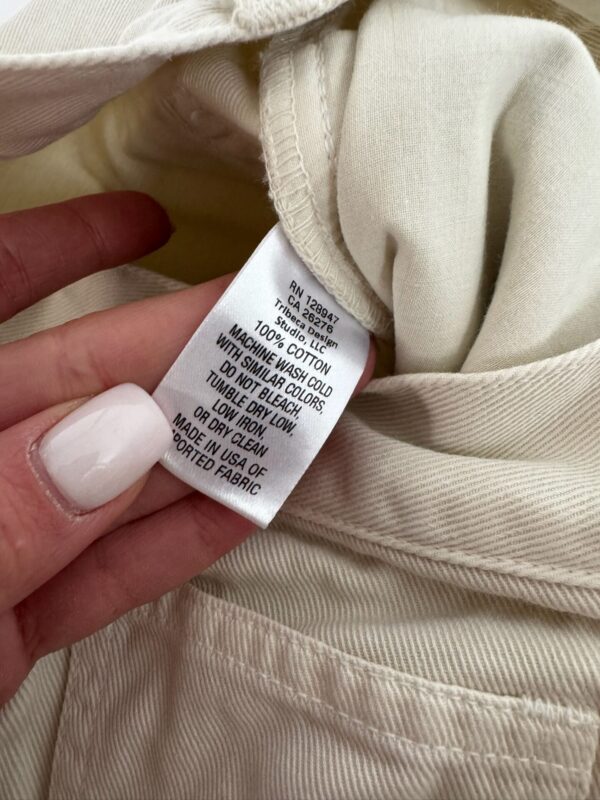 RN 128947
CA 26276
Tribeca Design
Studio, LLC
100% COTTON
MACHINE WASH COLD
WITH SIMILAR COLORS,
DO NOT BLEACH,
TUMBLE DRY LOW,
LOW IRON,
OR DRY CLEAN
MADE IN USA OF
PORTED FABRIC